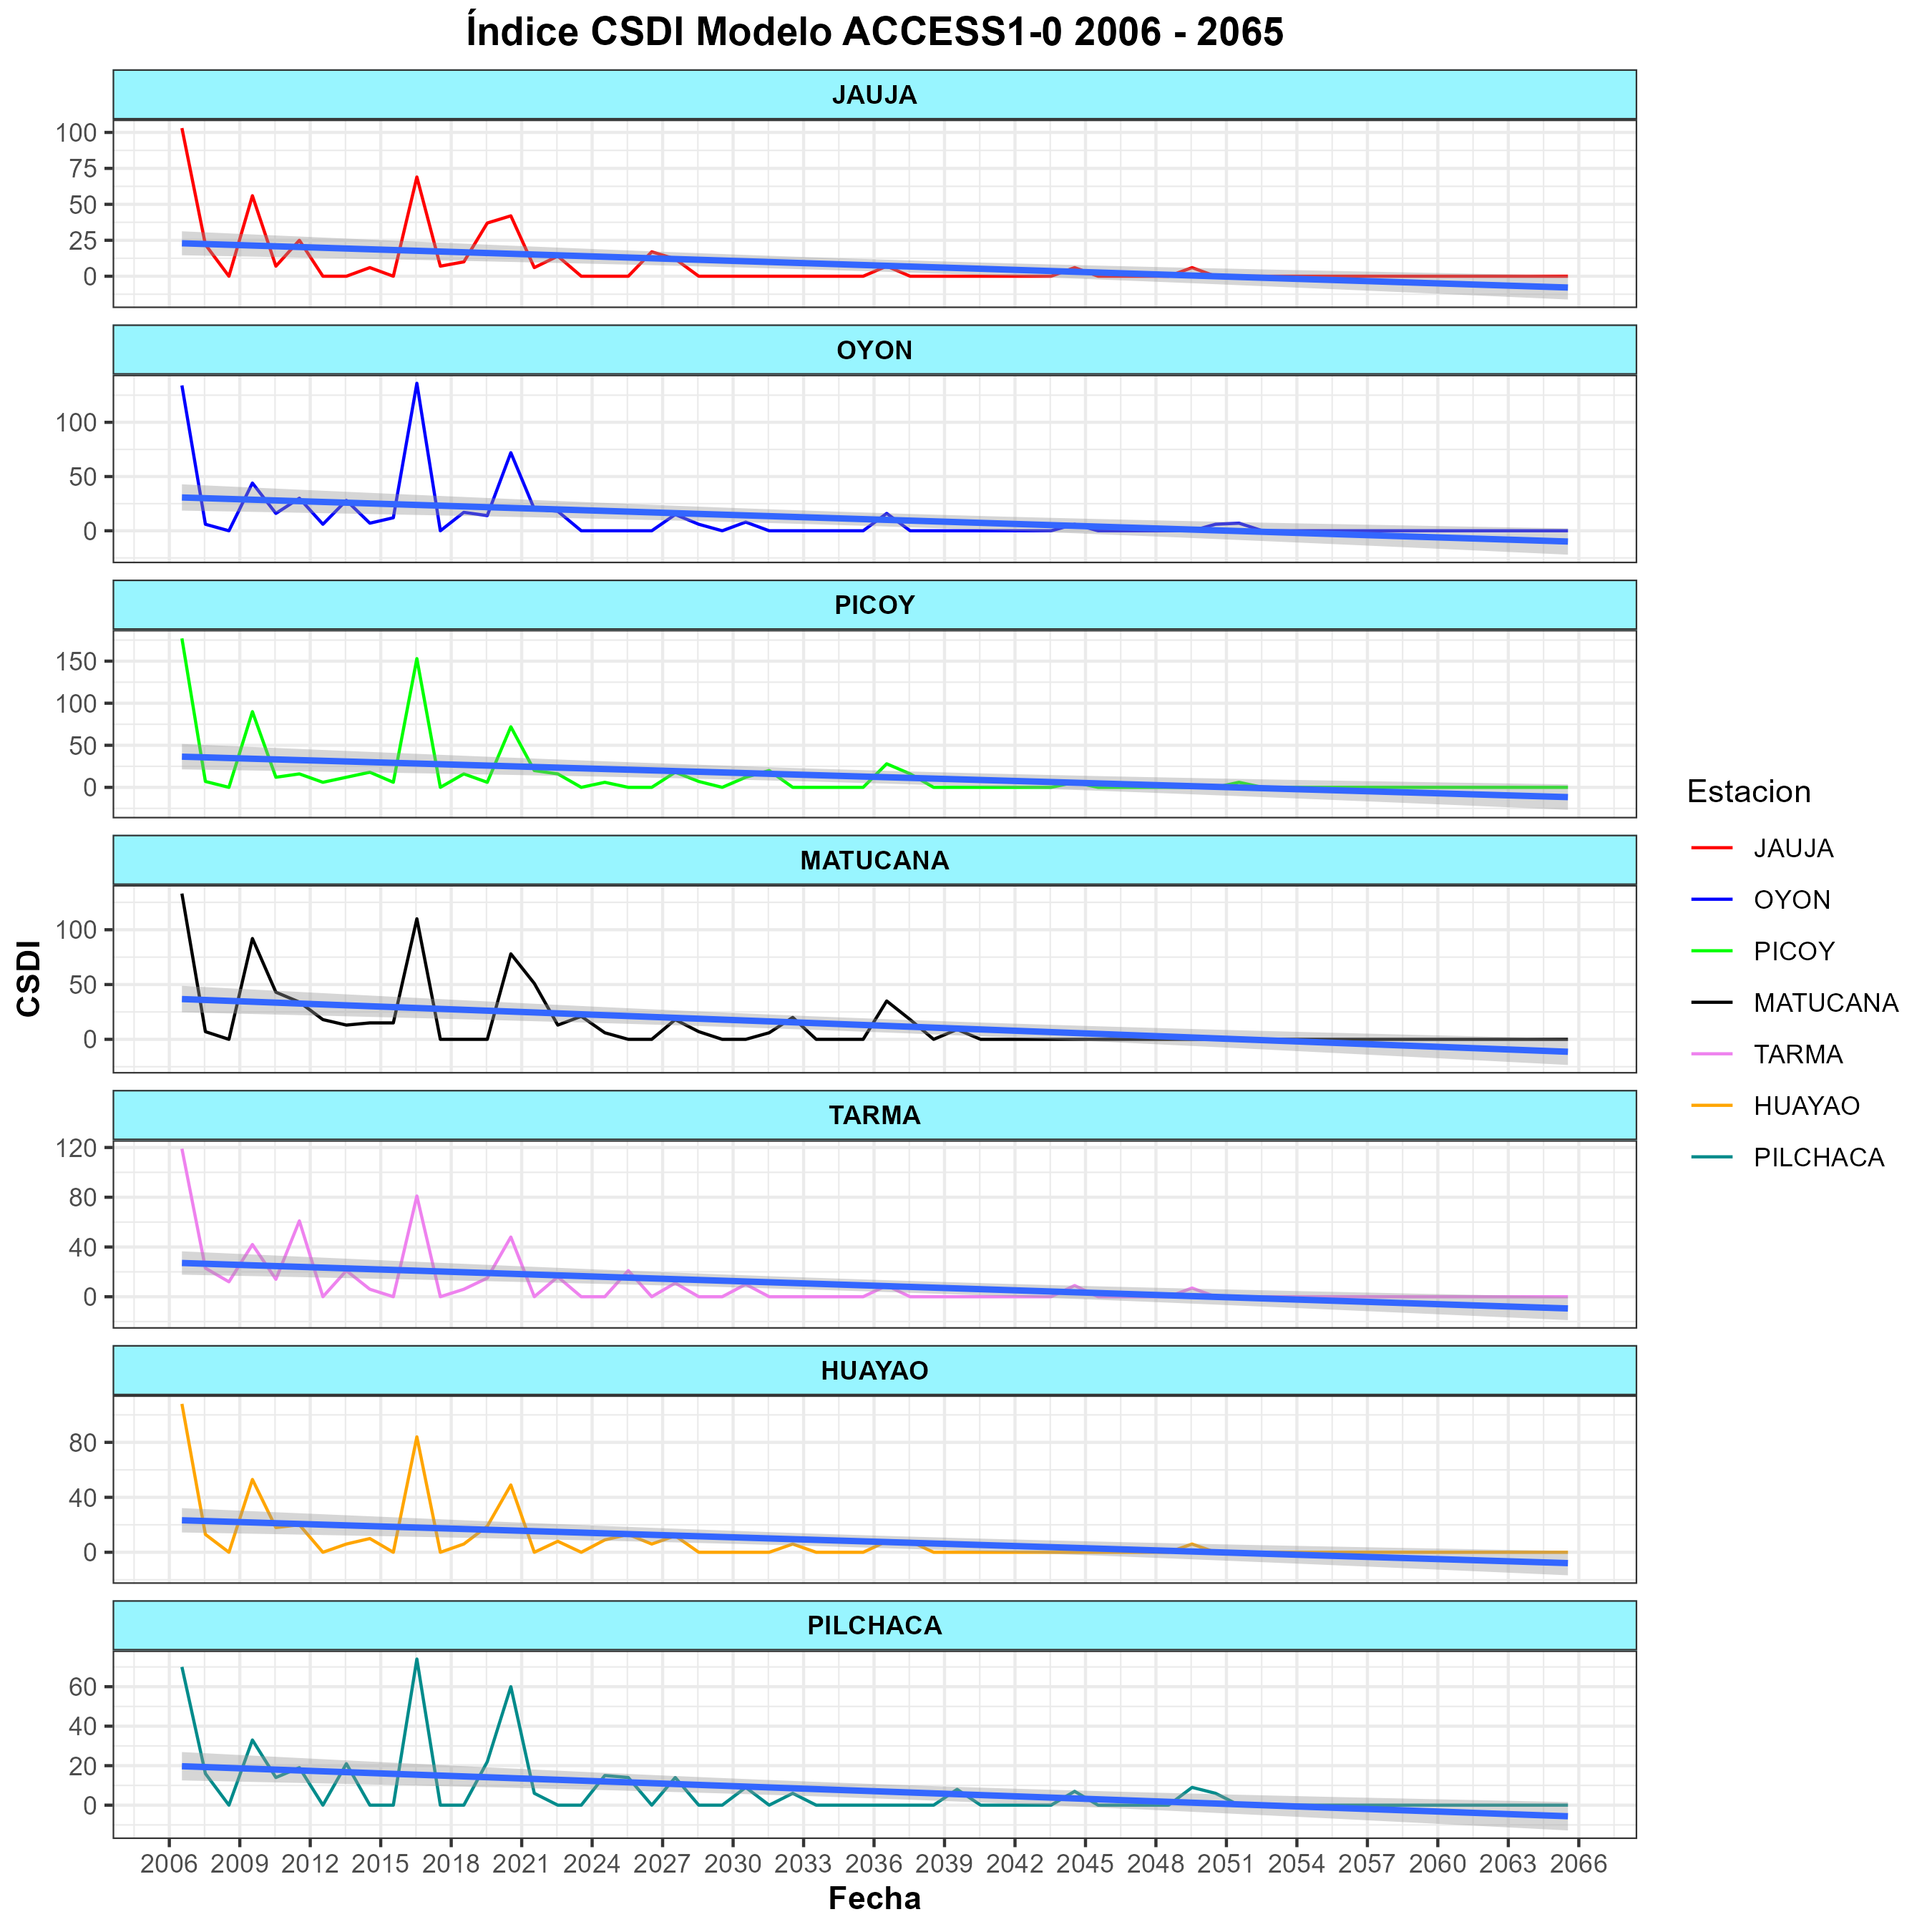 Índice CSDI Modelo ACCESS1-0 2006 - 2065
JAUJA
100
75
50
25
0
OYON
100
50
0
PICOY
150
100
50
0
MATUCANA
100
50
0
TARMA
120
80
40
0
HUAYAO
80
40
0
PILCHACA
60
40
20
0
2006 2009 2012 2015 2018 2021 2024 2027 2030 2033 2036 2039 2042 2045 2048 2051 2054 2057 2060 2063 2066
Fecha
CSDI
Estacion
JAUJA
OYON
PICOY
MATUCANA
TARMA
HUAYAO
PILCHACA